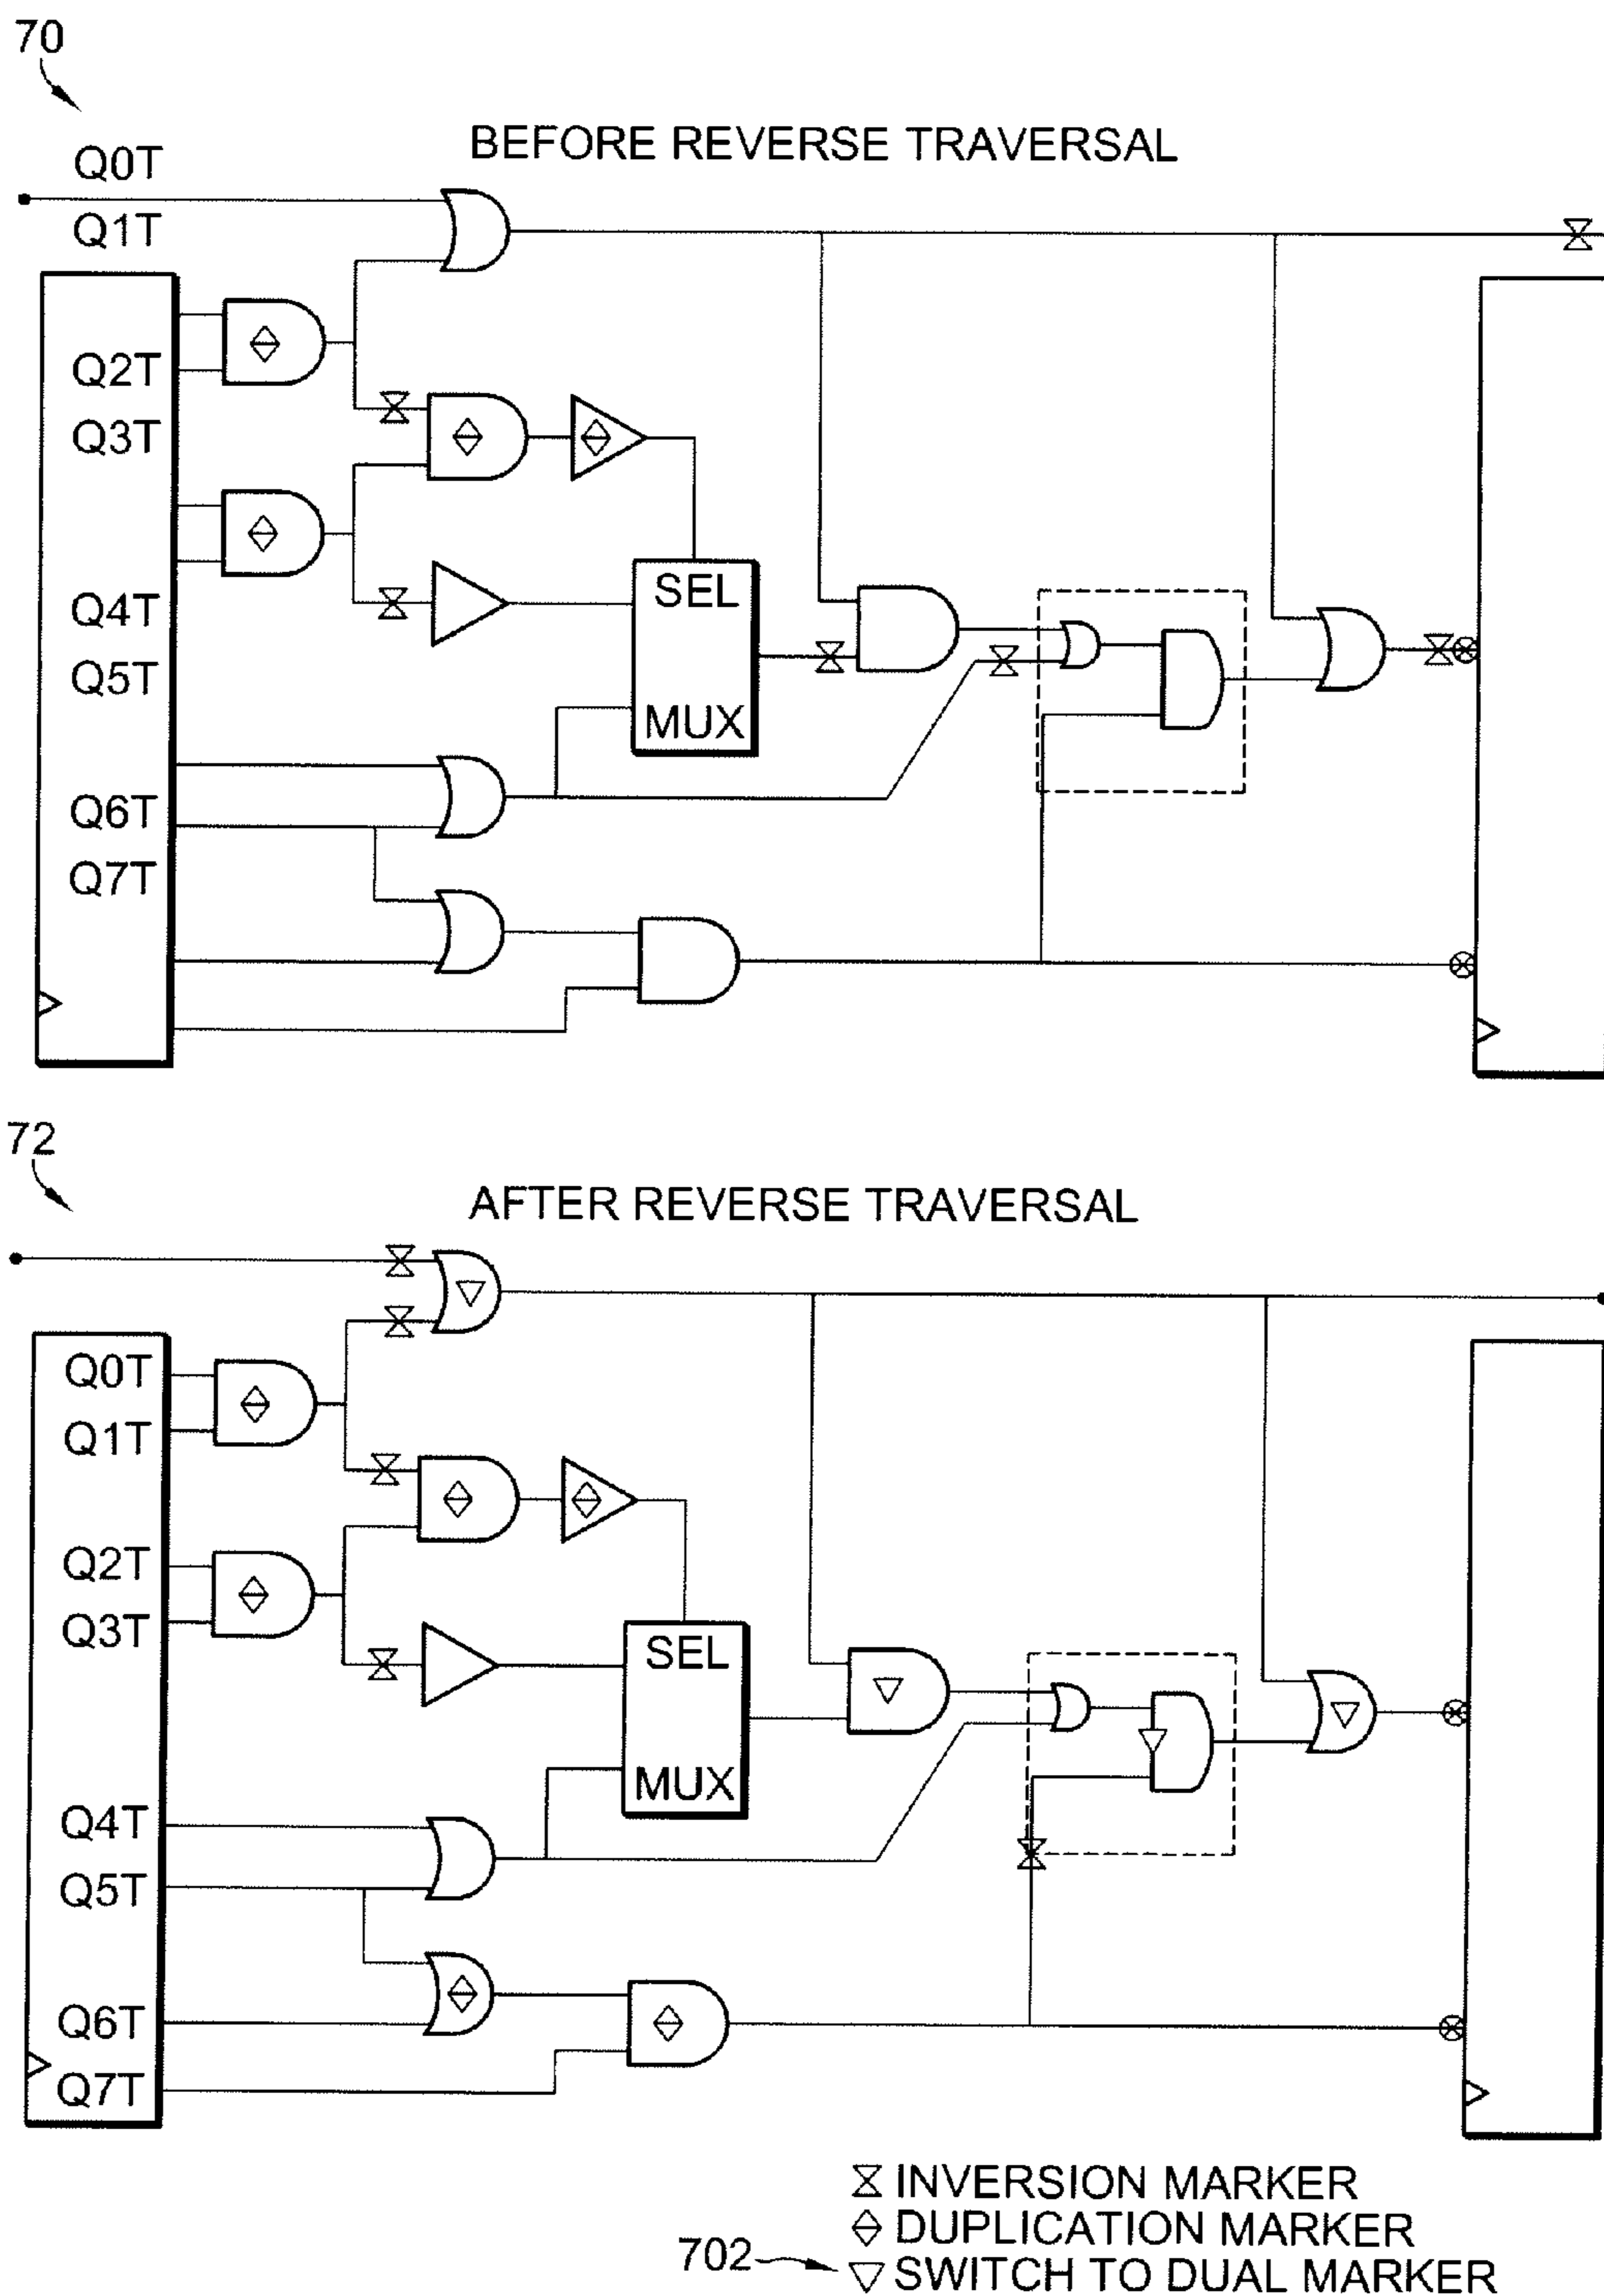 70
BEFORE REVERSE TRAVERSAL
Q0T
Q1T
Q2T
Q3T
Q4T
Q5T
Q6T
Q7T
SEL
MUX
72
AFTER REVERSE TRAVERSAL
Q0T
Q1T
Q2T
Q3T
Q4T
Q5T
Q6T
Q7T
SEL
MUX
INVERSION MARKER
DUPLICATION MARKER
702 SWITCH TO DUAL MARKER